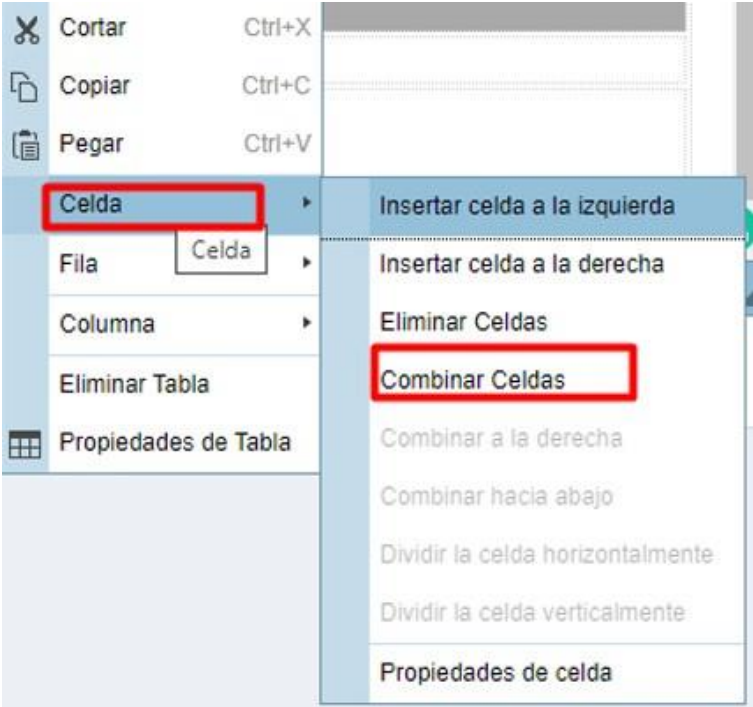 Cortar Ctrl+X
Copiar Ctrl+C
Pegar Ctrl+V
Celda
Celda
Fila
Columna
Eliminar Tabla
Propiedades de Tabla
Insertar celda a la izquierda
Insertar celda a la derecha
Eliminar Celdas
Combinar Celdas
Combinar a la derecha
Combinar hacia abajo
Dividir la celda horizontalmente
Dividir la celda verticalmente
Propiedades de celda